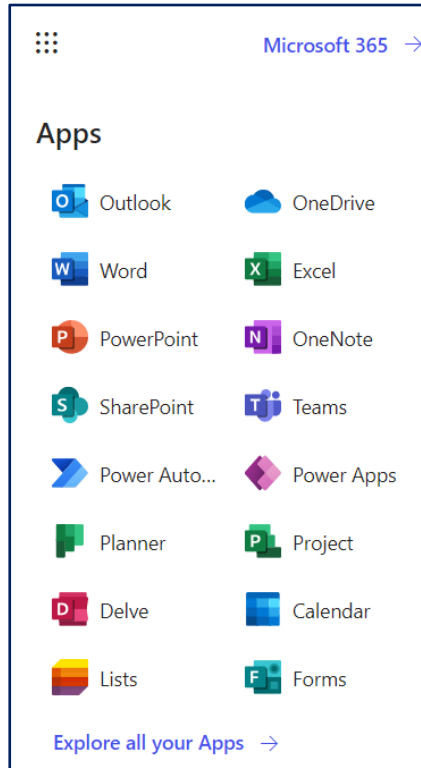 Microsoft 365 →
Apps
Outlook OneDrive
Word Excel
PowerPoint OneNote
SharePoint Teams
Power Auto... Power Apps
Planner Project
Delve Calendar
Lists Forms
Explore all your Apps →